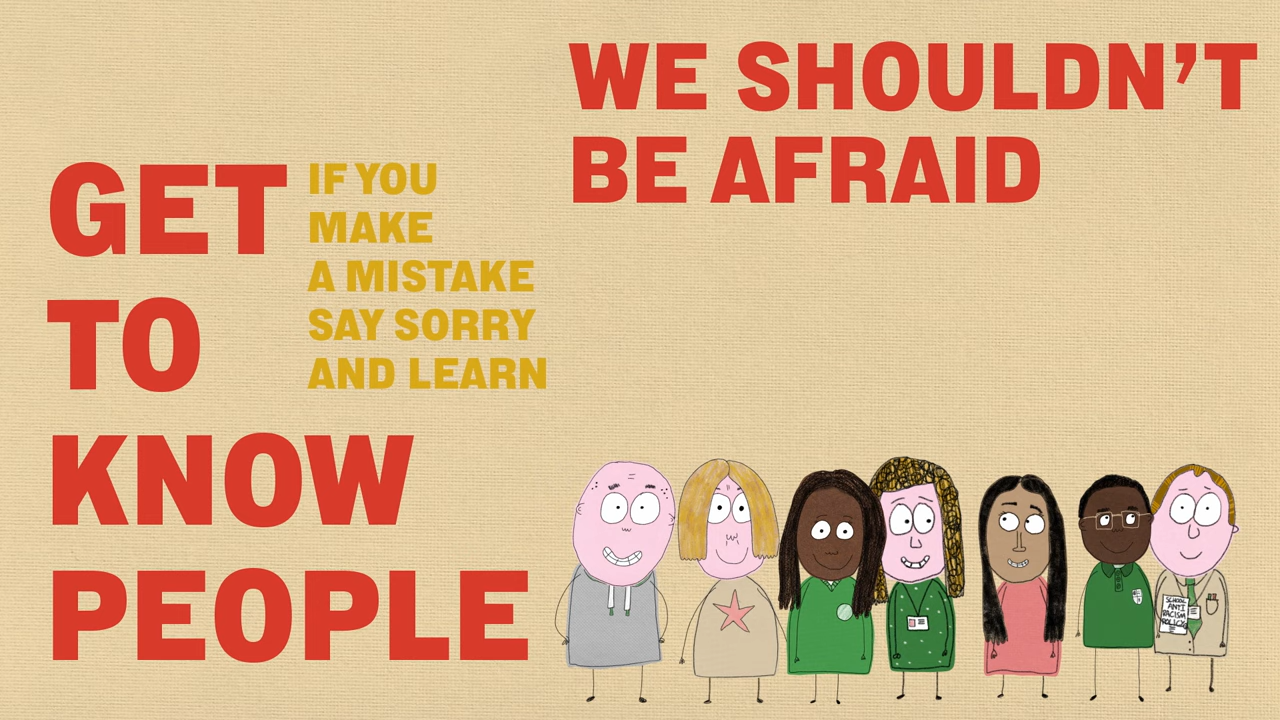 WE SHOULDN'T
BE AFRAID
GET
TO
KNOW
PEOPLE
IF YOU
MAKE
A MISTAKE
SAY SORRY
AND LEARN
SCHOOL
ANTI
RACISM
POLICY